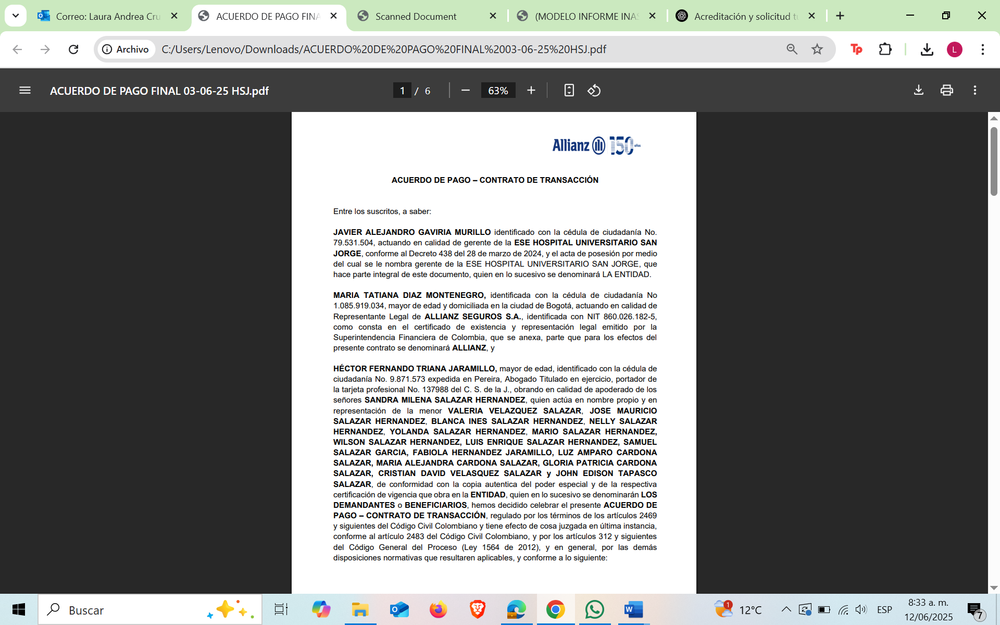 Correo: Laura Andrea Cru
ACUERDO DE PAGO FINA
Scanned Document
(MODELO INFORME INAS
Acreditación y solicitud t
Archivo
C:/Users/Lenovo/Downloads/ACUERDO%20DE%20PAGO%20FINAL%2003-06-25%20HSJ.pdf
Tp
L
ACUERDO DE PAGO FINAL 03-06-25 HSJ.pdf
1 / 6
63%
Allianz 150 años
ACUERDO DE PAGO – CONTRATO DE TRANSACCIÓN
Entre los suscritos, a saber:
JAVIER ALEJANDRO GAVIRIA MURILLO identificado con la cédula de ciudadanía No.
79.531.504, actuando en calidad de gerente de la ESE HOSPITAL UNIVERSITARIO SAN
JORGE, conforme al Decreto 438 del 28 de marzo de 2024, y el acta de posesión por medio
del cual se le nombra gerente de la ESE HOSPITAL UNIVERSITARIO SAN JORGE, que
hace parte integral de este documento, quien en lo sucesivo se denominará LA ENTIDAD.
MARIA TATIANA DIAZ MONTENEGRO, identificada con la cédula de ciudadanía No
1.085.919.034, mayor de edad y domiciliada en la ciudad de Bogotá, actuando en calidad de
Representante Legal de ALLIANZ SEGUROS S.A., identificada con NIT 860.026.182-5,
como consta en el certificado de existencia y representación legal emitido por la
Superintendencia Financiera de Colombia, que se anexa, parte que para los efectos del
presente contrato se denominará ALLIANZ, y
HÉCTOR FERNANDO TRIANA JARAMILLO, mayor de edad, identificado con la cédula de
ciudadanía No. 9.871.573 expedida en Pereira, Abogado Titulado en ejercicio, portador de
la tarjeta profesional No. 137988 del C. S. de la J., obrando en calidad de apoderado de los
señores SANDRA MILENA SALAZAR HERNANDEZ, quien actúa en nombre propio y en
representación de la menor VALERIA VELAZQUEZ SALAZAR, JOSE MAURICIO
SALAZAR HERNANDEZ, BLANCA INES SALAZAR HERNANDEZ, NELLY SALAZAR
HERNANDEZ, YOLANDA SALAZAR HERNANDEZ, MARIO SALAZAR HERNANDEZ,
WILSON SALAZAR HERNANDEZ, LUIS ENRIQUE SALAZAR HERNANDEZ, SAMUEL
SALAZAR GARCIA, FABIOLA HERNANDEZ JARAMILLO, LUZ AMPARO CARDONA
SALAZAR, MARIA ALEJANDRA CARDONA SALAZAR, GLORIA PATRICIA CARDONA
SALAZAR, CRISTIAN DAVID VELASQUEZ SALAZAR y JOHN EDISON TAPASCO
SALAZAR, de conformidad con la copia autentica del poder especial y de la respectiva
certificación de vigencia que obra en la ENTIDAD, quien en lo sucesivo se denominarán LOS
DEMANDANTES o BENEFICIARIOS, hemos decidido celebrar el presente ACUERDO DE
PAGO – CONTRATO DE TRANSACCIÓN, regulado por los términos de los artículos 2469
y siguientes del Código Civil Colombiano y tiene efecto de cosa juzgada en última instancia,
conforme al artículo 2483 del Código Civil Colombiano, y por los artículos 312 y siguientes
del Código General del Proceso (Ley 1564 de 2012), y en general, por las demás
disposiciones normativas que resultaren aplicables, y conforme a lo siguiente:
Buscar
1
12°C
ESP
8:33 a. m.
12/06/2025
7